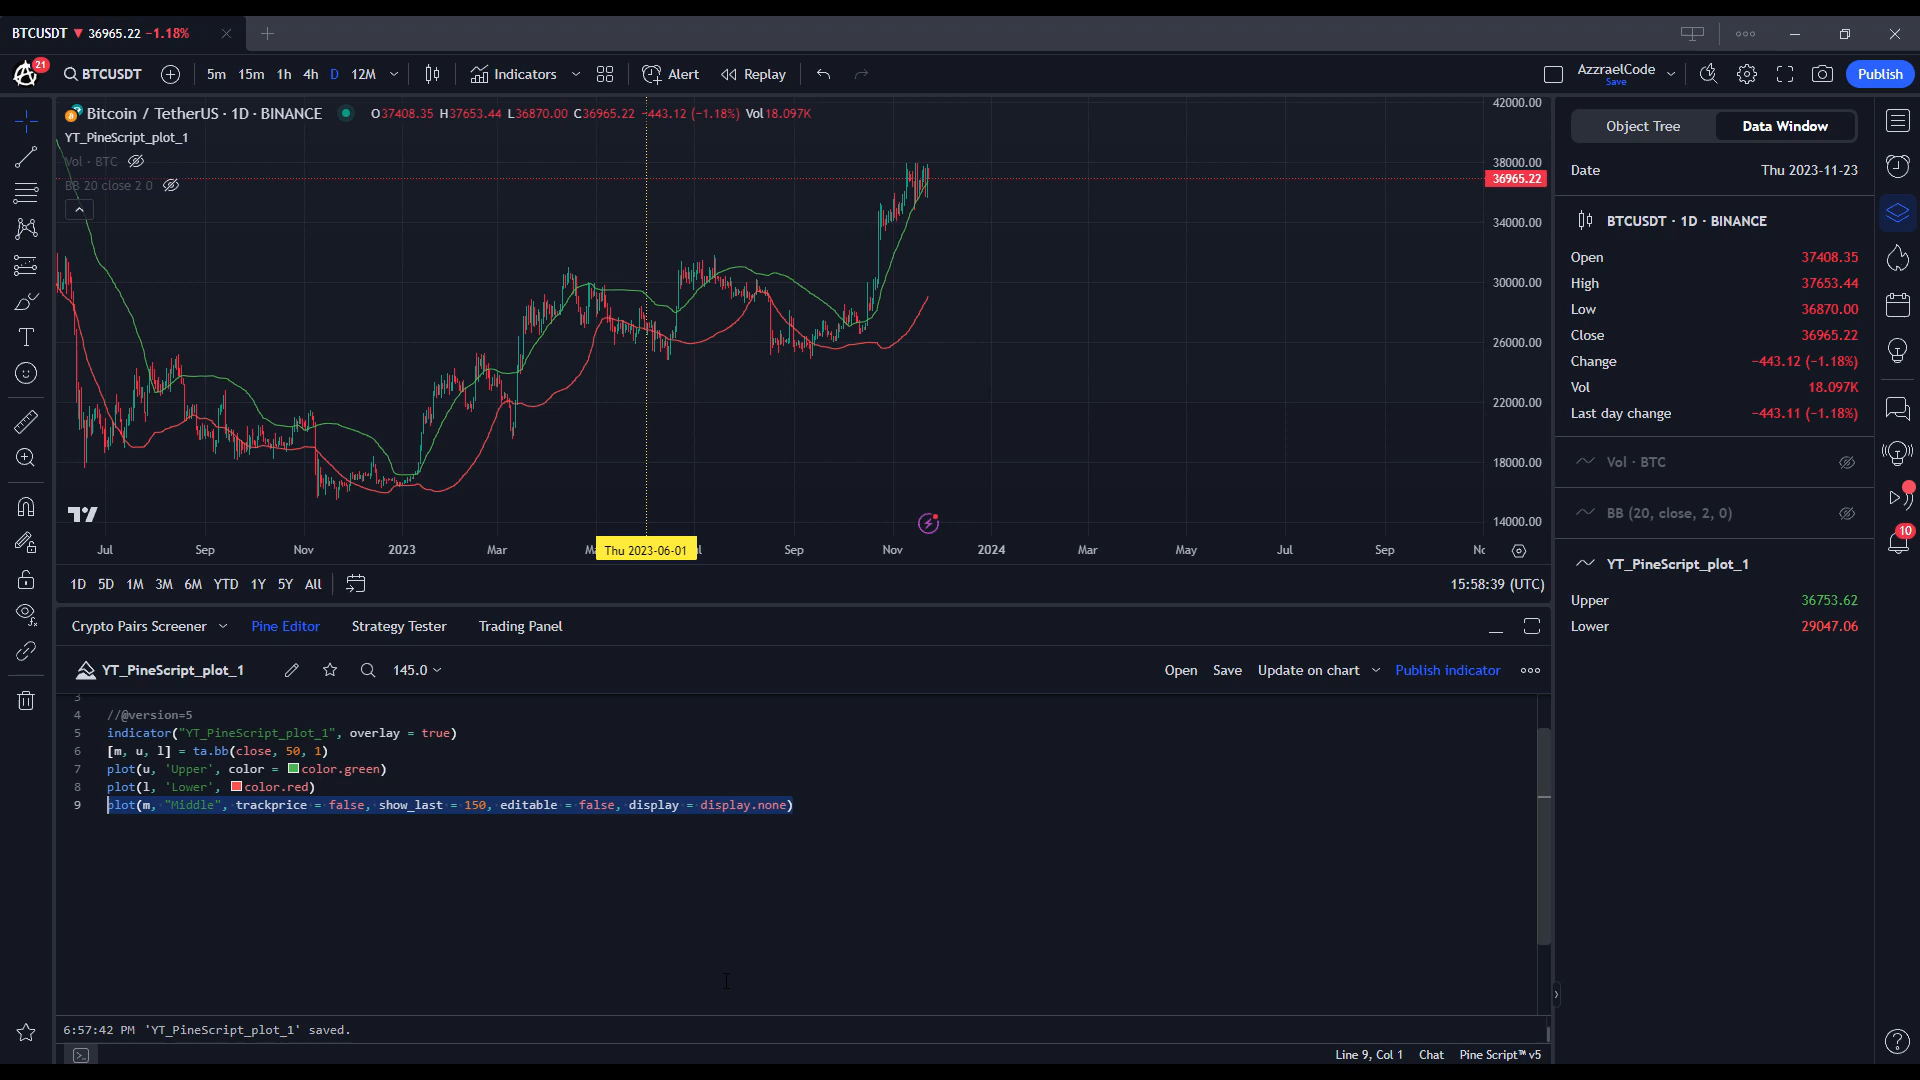 BTCUSDT ▼ 36965.22 −1.18%
21
BTCUSDT
5m 15m 1h 4h D 12M
Indicators
Alert
Replay
AzzraelCode
Save
Publish
Bitcoin / TetherUS · 1D · BINANCE
O37408.35 H37653.44 L36870.00 C36965.22 −443.12 (−1.18%) Vol18.097K
YT_PineScript_plot_1
Vol · BTC
BB 20 close 2 0
42000.00
38000.00
36965.22
34000.00
30000.00
26000.00
22000.00
18000.00
14000.00
Jul Sep Nov 2023 Mar Thu 2023-06-01 Sep Nov 2024 Mar May Jul Sep
1D 5D 1M 3M 6M YTD 1Y 5Y All
15:58:39 (UTC)
Crypto Pairs Screener Pine Editor Strategy Tester Trading Panel
YT_PineScript_plot_1
145.0
Open Save Update on chart Publish indicator
3
4 //@version=5
5 indicator("YT_PineScript_plot_1", overlay = true)
6 [m, u, l] = ta.bb(close, 50, 1)
7 plot(u, 'Upper', color = color.green)
8 plot(l, 'Lower', color.red)
9 plot(m, "Middle", trackprice = false, show_last = 150, editable = false, display = display.none)
6:57:42 PM 'YT_PineScript_plot_1' saved.
Line 9, Col 1 Chat Pine Script™ v5
Object Tree Data Window
Date Thu 2023-11-23
BTCUSDT · 1D · BINANCE
Open 37408.35
High 37653.44
Low 36870.00
Close 36965.22
Change −443.12 (−1.18%)
Vol 18.097K
Last day change −443.11 (−1.18%)
Vol · BTC
BB (20, close, 2, 0)
YT_PineScript_plot_1
Upper 36753.62
Lower 29047.06
10